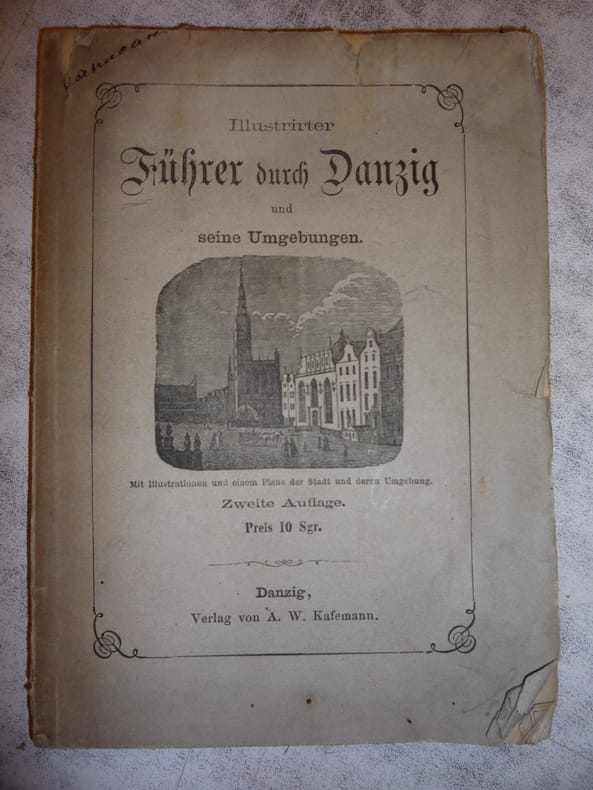 Illustrirter
Führer durch Danzig
und
seine Umgebungen.
Mit Illustrationen und einem Plane der Stadt und deren Umgebung.
Zweite Auflage.
Preis 10 Sgr.
Danzig,
Verlag von A. W. Kafemann.